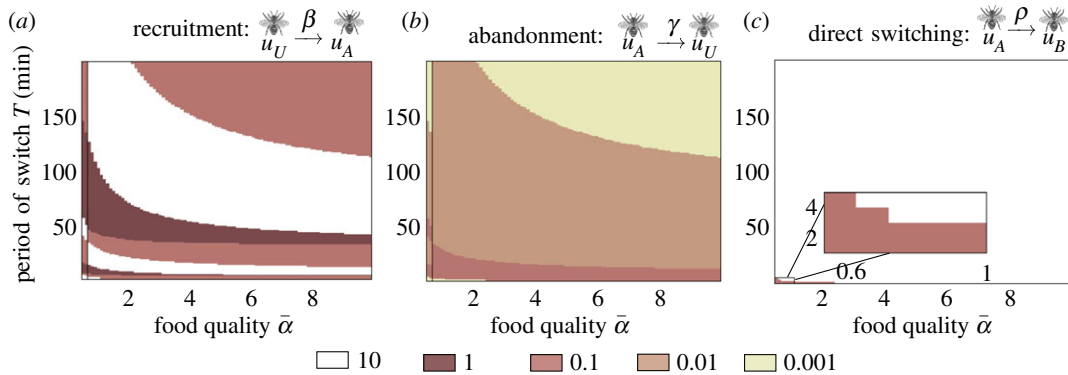 (a) recruitment: u_U →β u_A
(b) abandonment: u_A →γ u_U
(c) direct switching: u_A →ρ u_B
period of switch T (min)
150
100
50
2 4 6 8
food quality ᾱ
150
100
50
2 4 6 8
food quality ᾱ
150
100
50
4
2
0.6 1
2 4 6 8
food quality ᾱ
10 1 0.1 0.01 0.001